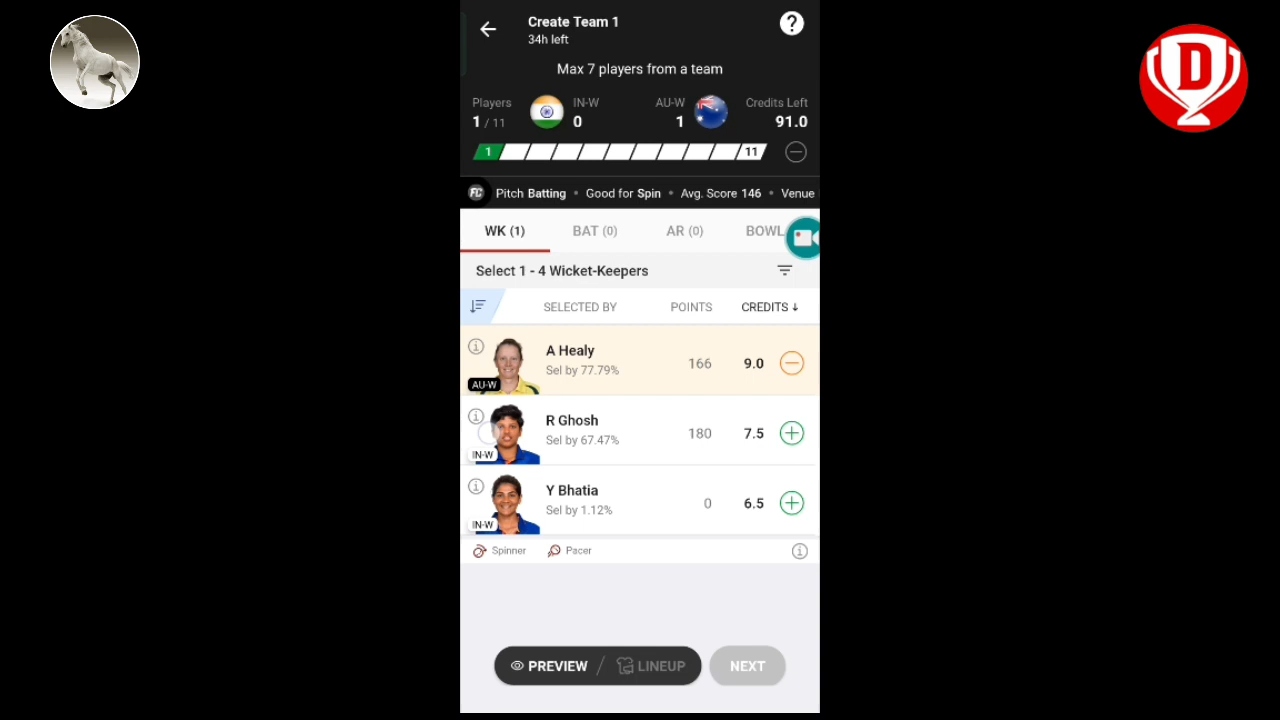 Create Team 1
34h left
?
Max 7 players from a team
Players IN-W AU-W Credits Left
1 / 11 0 1 91.0
1 11
FC Pitch Batting • Good for Spin • Avg. Score 146 • Venue
WK (1) BAT (0) AR (0) BOWL
Select 1 - 4 Wicket-Keepers
SELECTED BY POINTS CREDITS ↓
A Healy
Sel by 77.79% 166 9.0
AU-W
R Ghosh
Sel by 67.47% 180 7.5
IN-W
Y Bhatia
Sel by 1.12% 0 6.5
IN-W
Spinner Pacer
PREVIEW / LINEUP NEXT
D